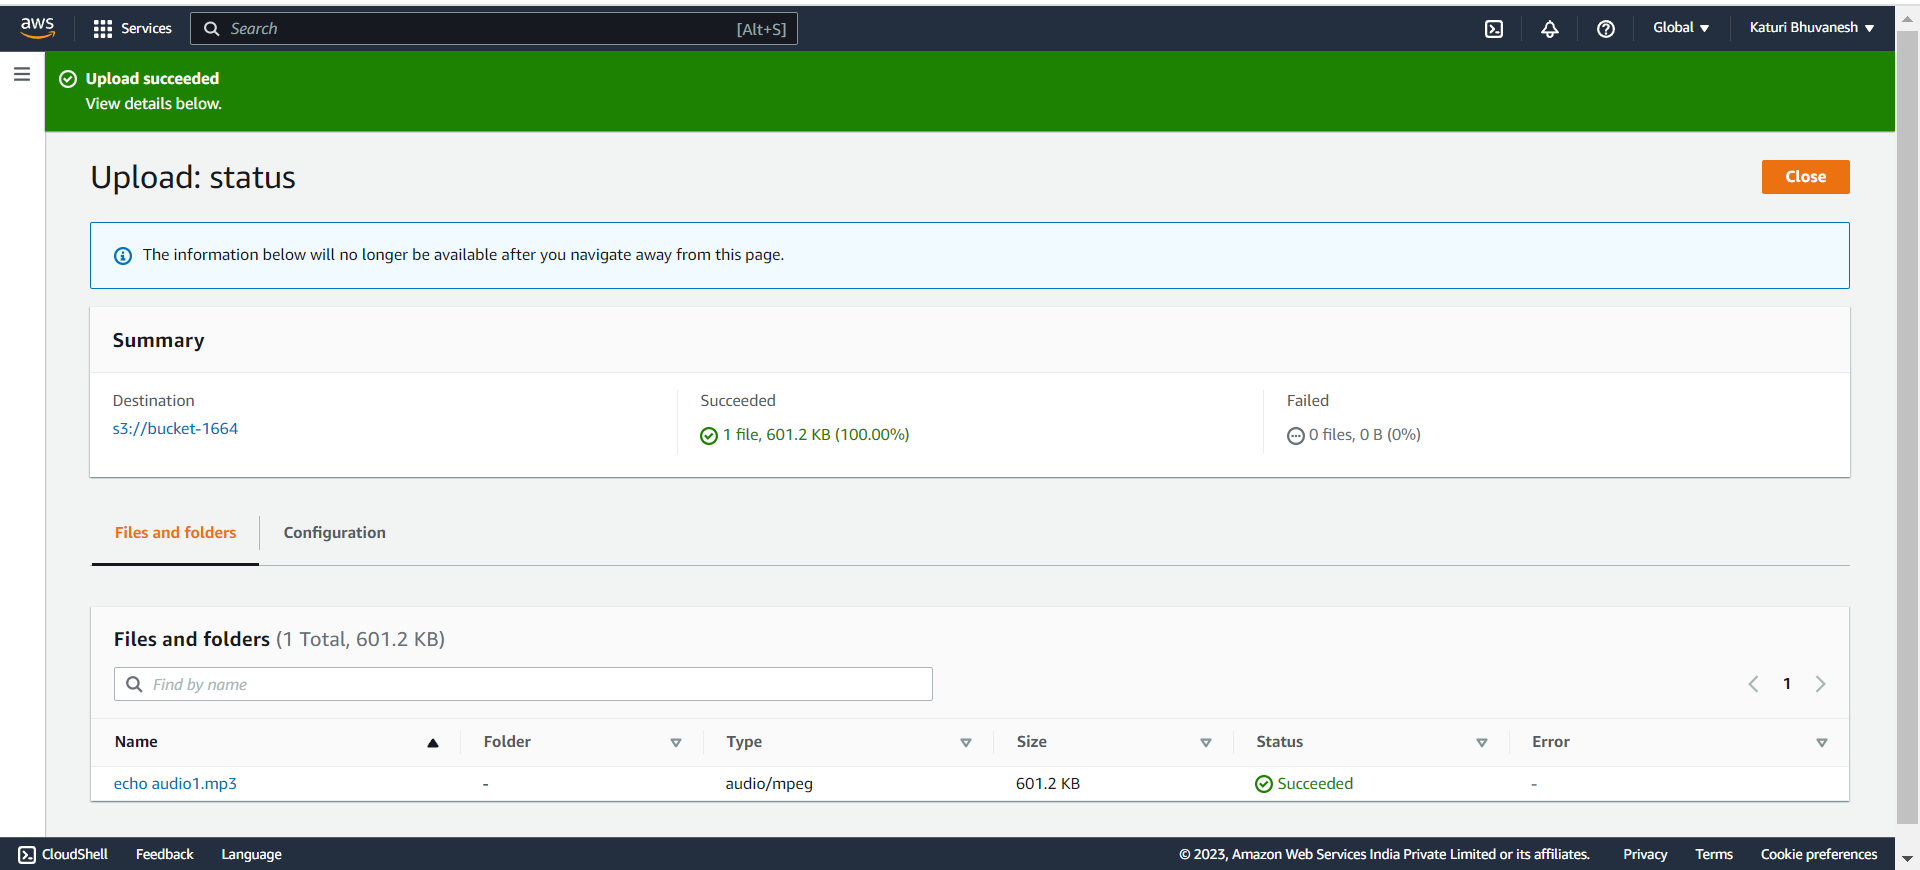 aws
Services
Search
[Alt+S]
Global
Katuri Bhuvanesh
Upload succeeded
View details below.
Upload: status
Close
The information below will no longer be available after you navigate away from this page.
Summary
Destination
s3://bucket-1664
Succeeded
1 file, 601.2 KB (100.00%)
Failed
0 files, 0 B (0%)
Files and folders
Configuration
Files and folders (1 Total, 601.2 KB)
Find by name
1
Name Folder Type Size Status Error
echo audio1.mp3 - audio/mpeg 601.2 KB Succeeded -
CloudShell Feedback Language © 2023, Amazon Web Services India Private Limited or its affiliates. Privacy Terms Cookie preferences